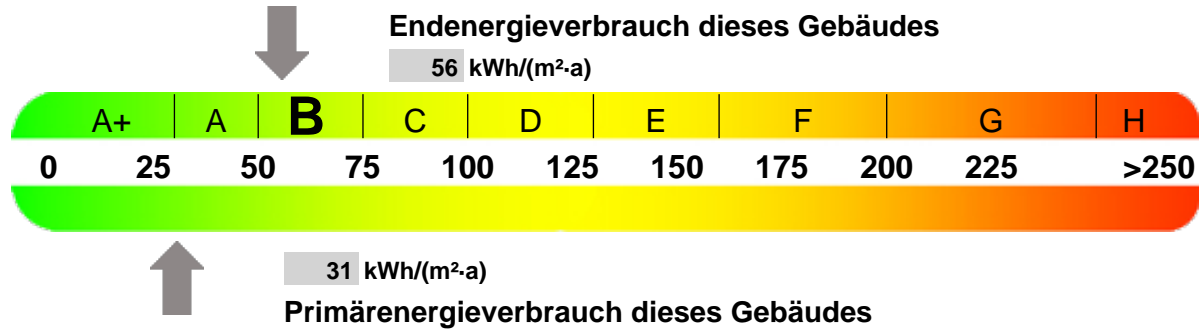 Endenergieverbrauch dieses Gebäudes
56 kWh/(m²·a)
A+ A B C D E F G H
0 25 50 75 100 125 150 175 200 225 >250
31 kWh/(m²·a)
Primärenergieverbrauch dieses Gebäudes